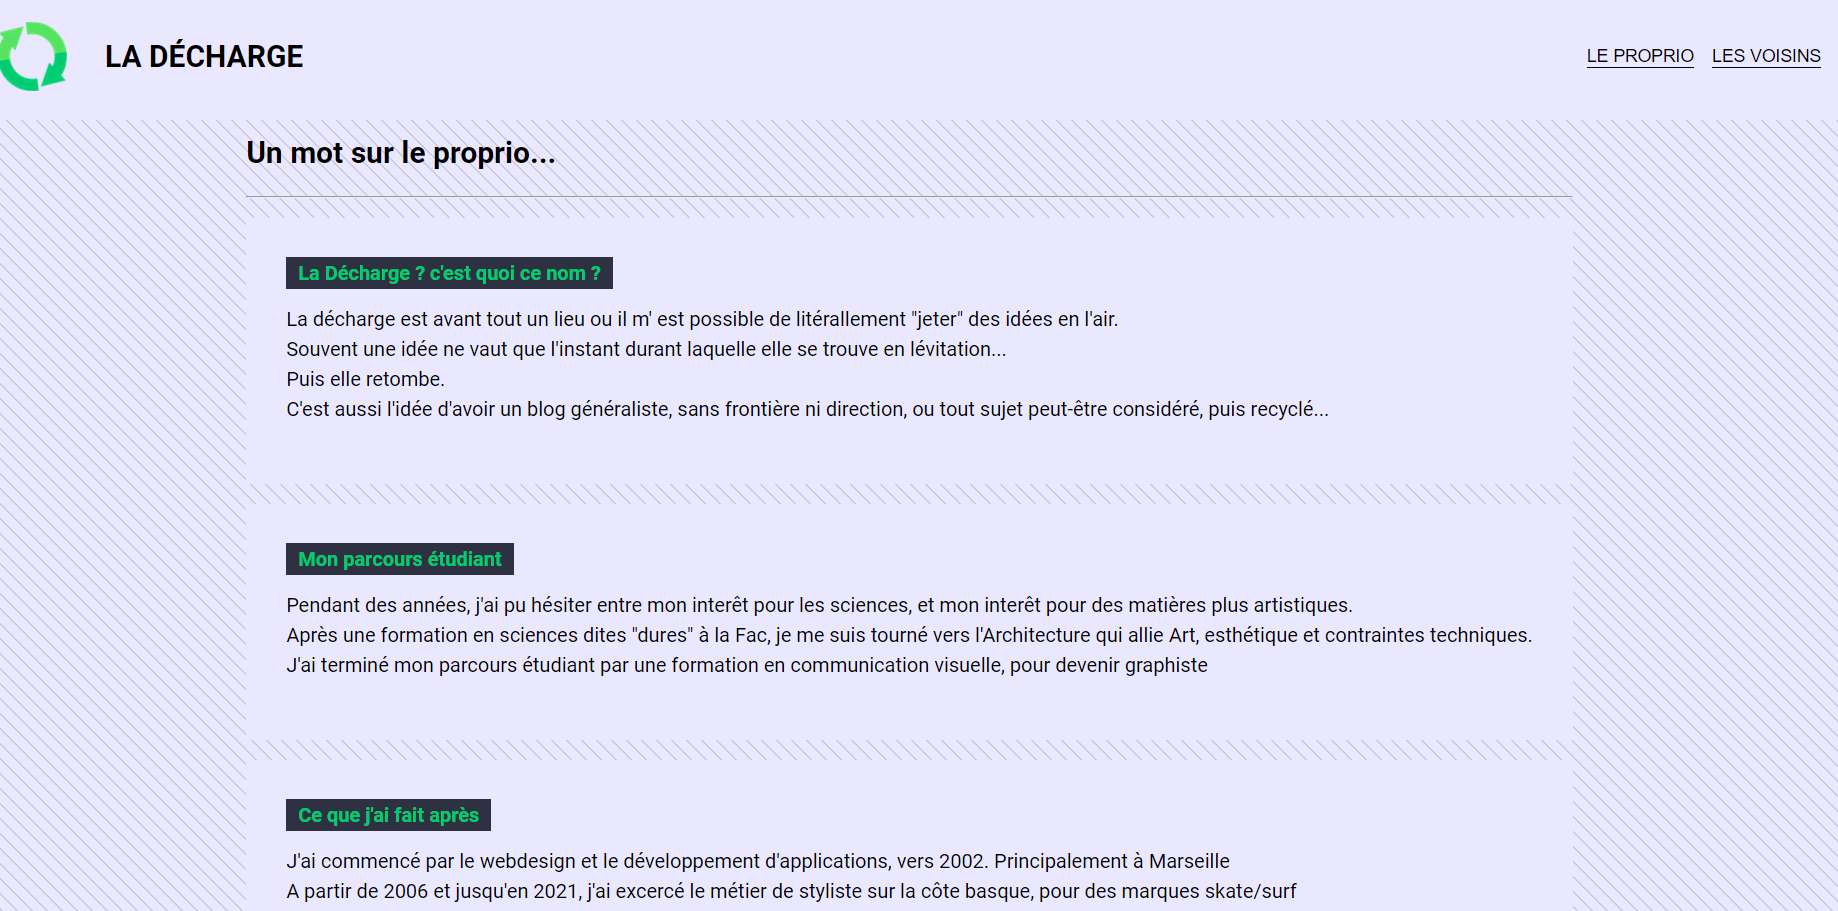 LA DÉCHARGE
LE PROPRIO LES VOISINS
Un mot sur le proprio...
La Décharge ? c'est quoi ce nom ?
La décharge est avant tout un lieu ou il m' est possible de litérallement "jeter" des idées en l'air.
Souvent une idée ne vaut que l'instant durant laquelle elle se trouve en lévitation...
Puis elle retombe.
C'est aussi l'idée d'avoir un blog généraliste, sans frontière ni direction, ou tout sujet peut-être considéré, puis recyclé...
Mon parcours étudiant
Pendant des années, j'ai pu hésiter entre mon interêt pour les sciences, et mon interêt pour des matières plus artistiques.
Après une formation en sciences dites "dures" à la Fac, je me suis tourné vers l'Architecture qui allie Art, esthétique et contraintes techniques.
J'ai terminé mon parcours étudiant par une formation en communication visuelle, pour devenir graphiste
Ce que j'ai fait après
J'ai commencé par le webdesign et le développement d'applications, vers 2002. Principalement à Marseille
A partir de 2006 et jusqu'en 2021, j'ai excercé le métier de styliste sur la côte basque, pour des marques skate/surf